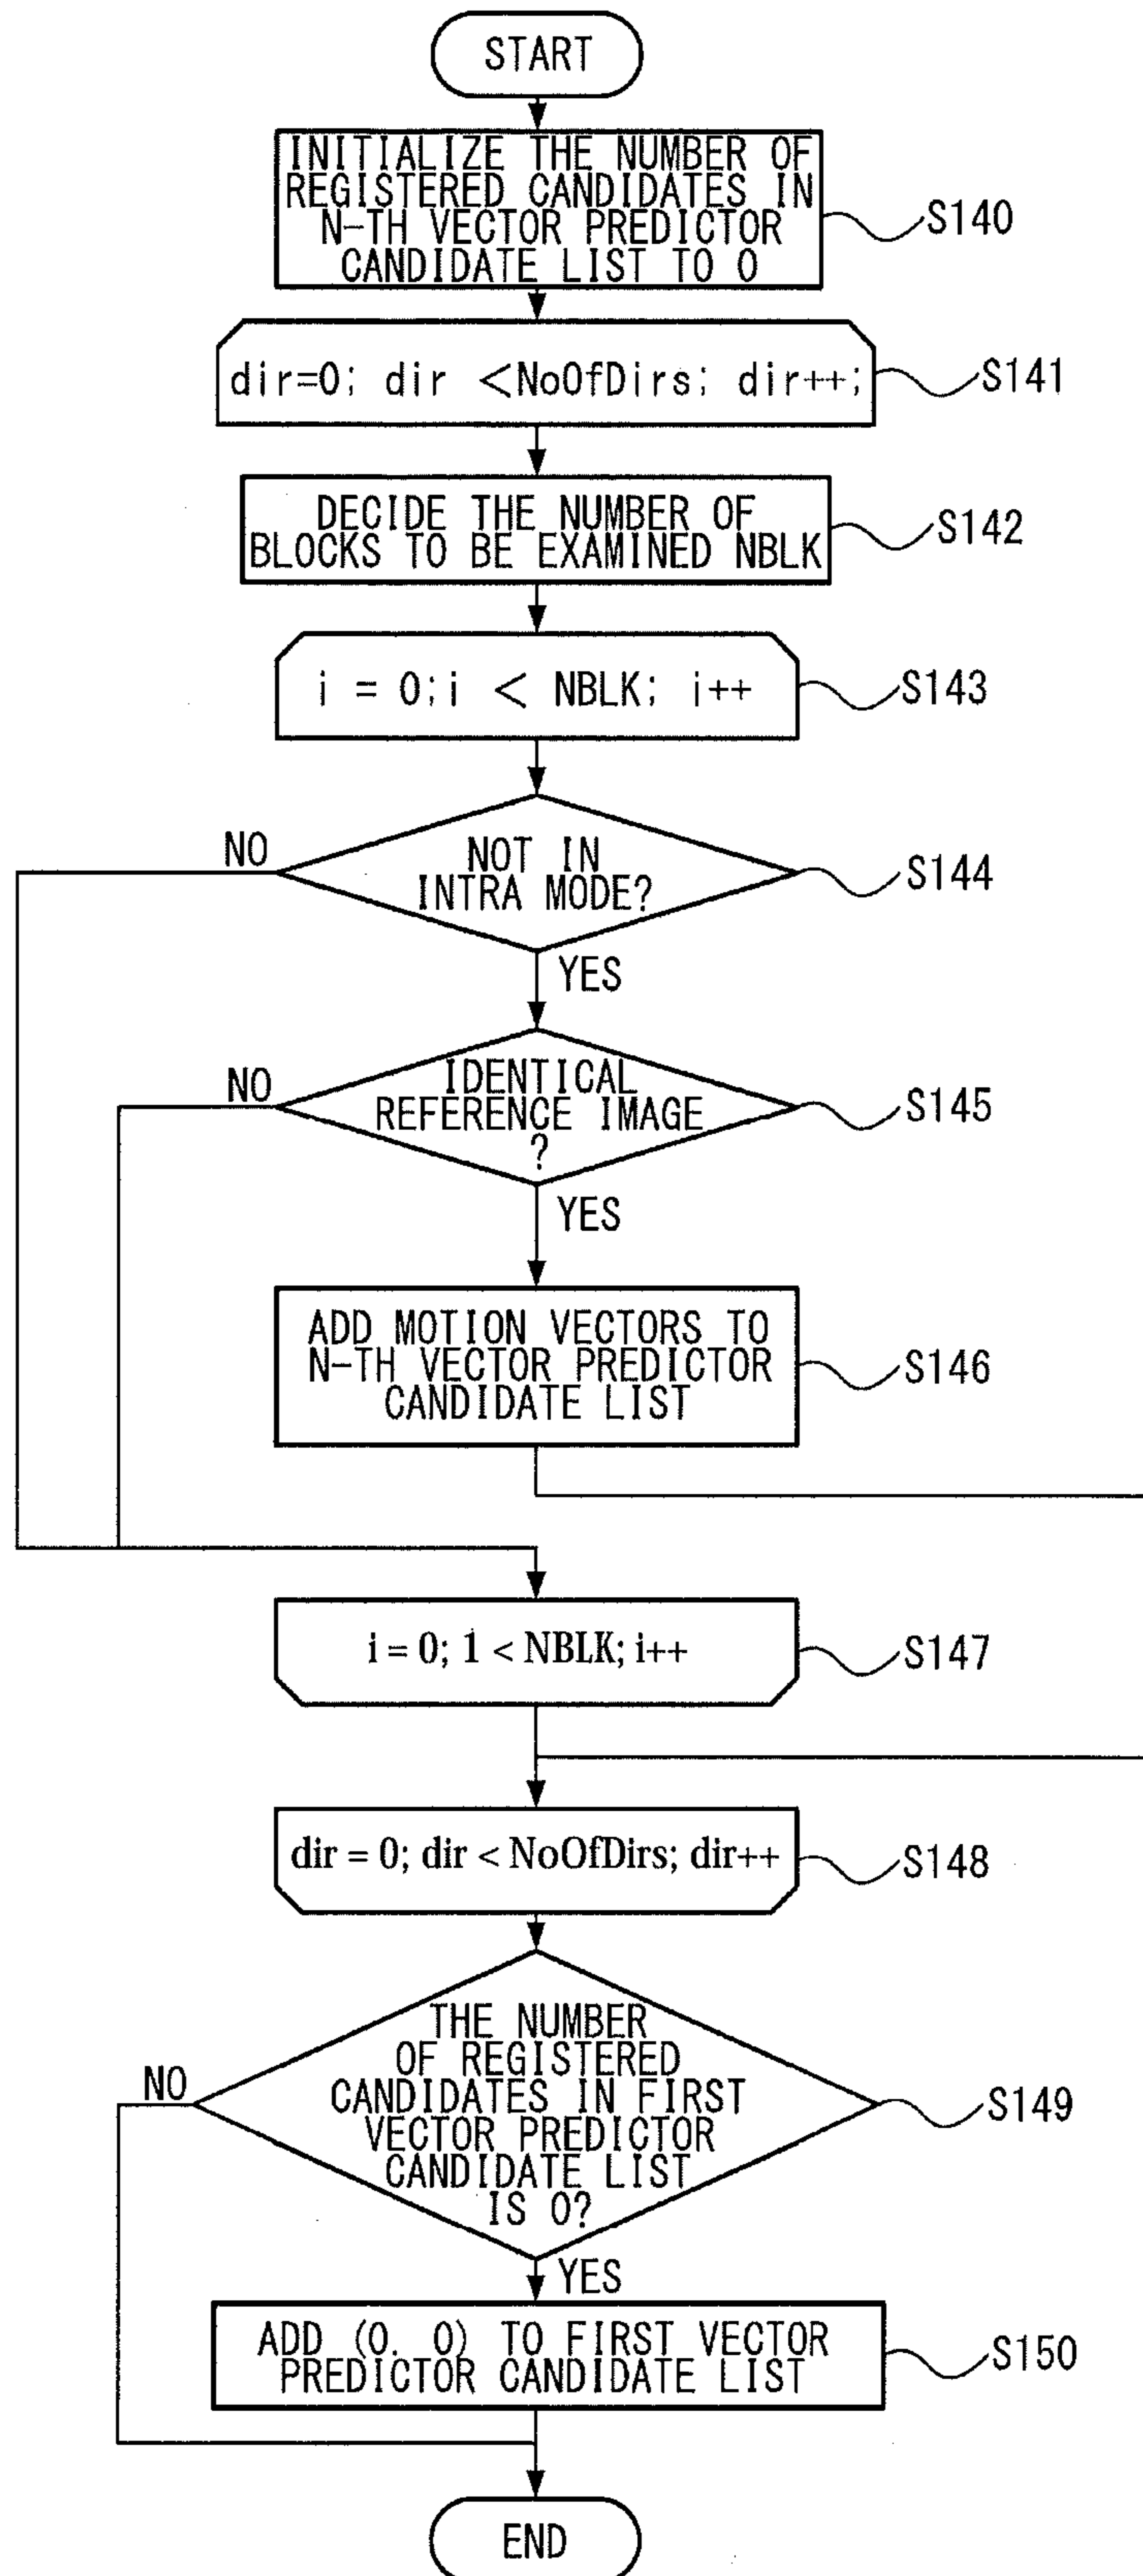 START
INITIALIZE THE NUMBER OF
REGISTERED CANDIDATES IN
N-TH VECTOR PREDICTOR
CANDIDATE LIST TO 0
S140
dir=0; dir <NoOfDirs; dir++;
S141
DECIDE THE NUMBER OF
BLOCKS TO BE EXAMINED NBLK
S142
i = 0;i < NBLK; i++
S143
NO
NOT IN
INTRA MODE?
S144
YES
NO
IDENTICAL
REFERENCE IMAGE
?
S145
YES
ADD MOTION VECTORS TO
N-TH VECTOR PREDICTOR
CANDIDATE LIST
S146
i = 0; 1 < NBLK; i++
S147
dir = 0; dir < NoOfDirs; dir++
S148
NO
THE NUMBER
OF REGISTERED
CANDIDATES IN FIRST
VECTOR PREDICTOR
CANDIDATE LIST
IS 0?
S149
YES
ADD (0. 0) TO FIRST VECTOR
PREDICTOR CANDIDATE LIST
S150
END